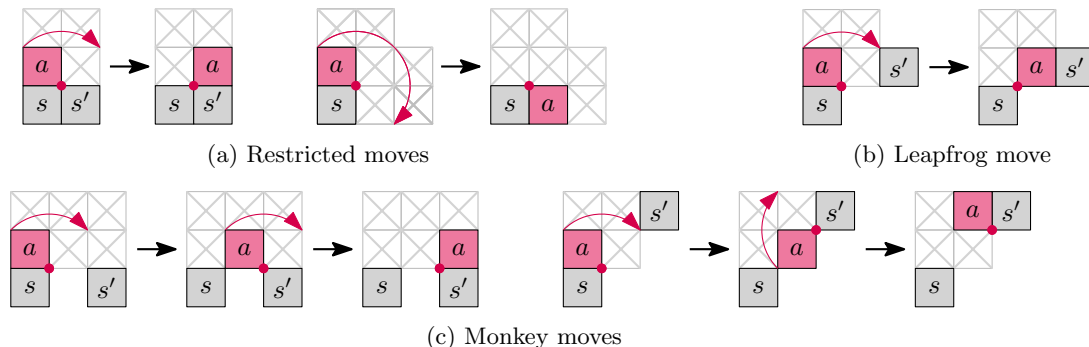 a a a a s'
s s' s s' s s a s a s'
(a) Restricted moves (b) Leapfrog move
s' s'
a a a a a a s'
s s' s s' s s' s s s
(c) Monkey moves